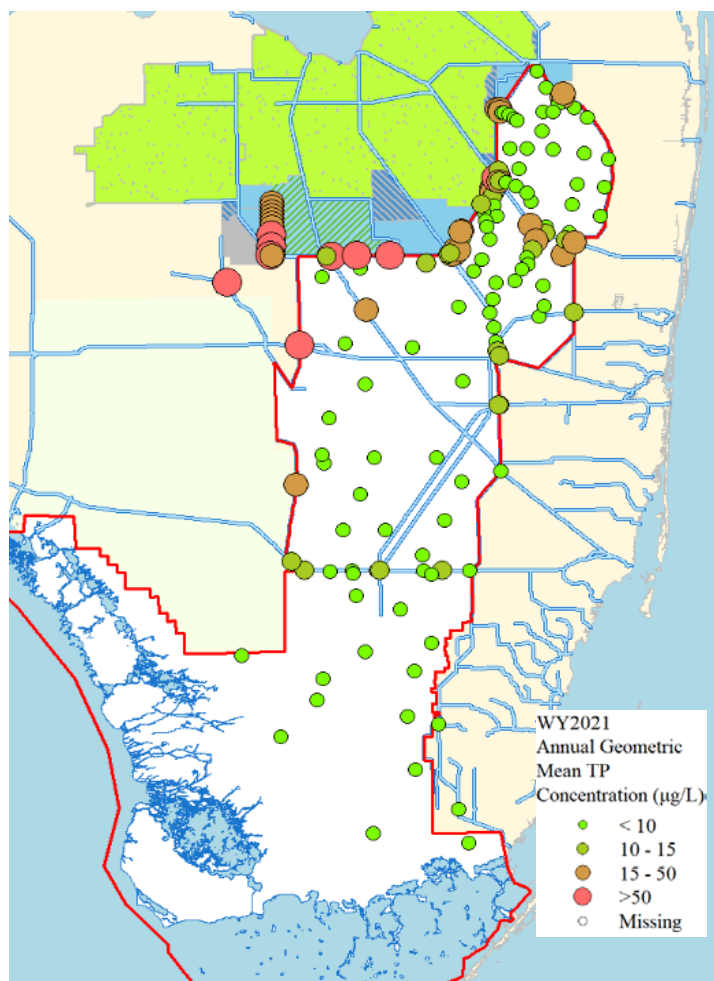 WY2021
Annual Geometric
Mean TP
Concentration (µg/L)
< 10
10 - 15
15 - 50
>50
Missing